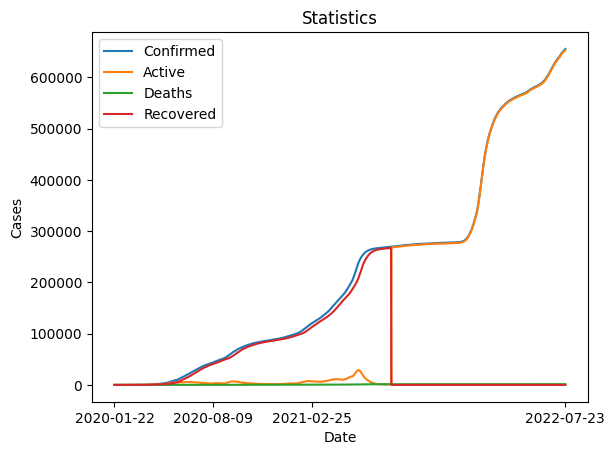 Statistics
Confirmed
Active
Deaths
Recovered
600000
500000
400000
300000
200000
100000
0
Cases
2020-01-22 2020-08-09 2021-02-25 2022-07-23
Date